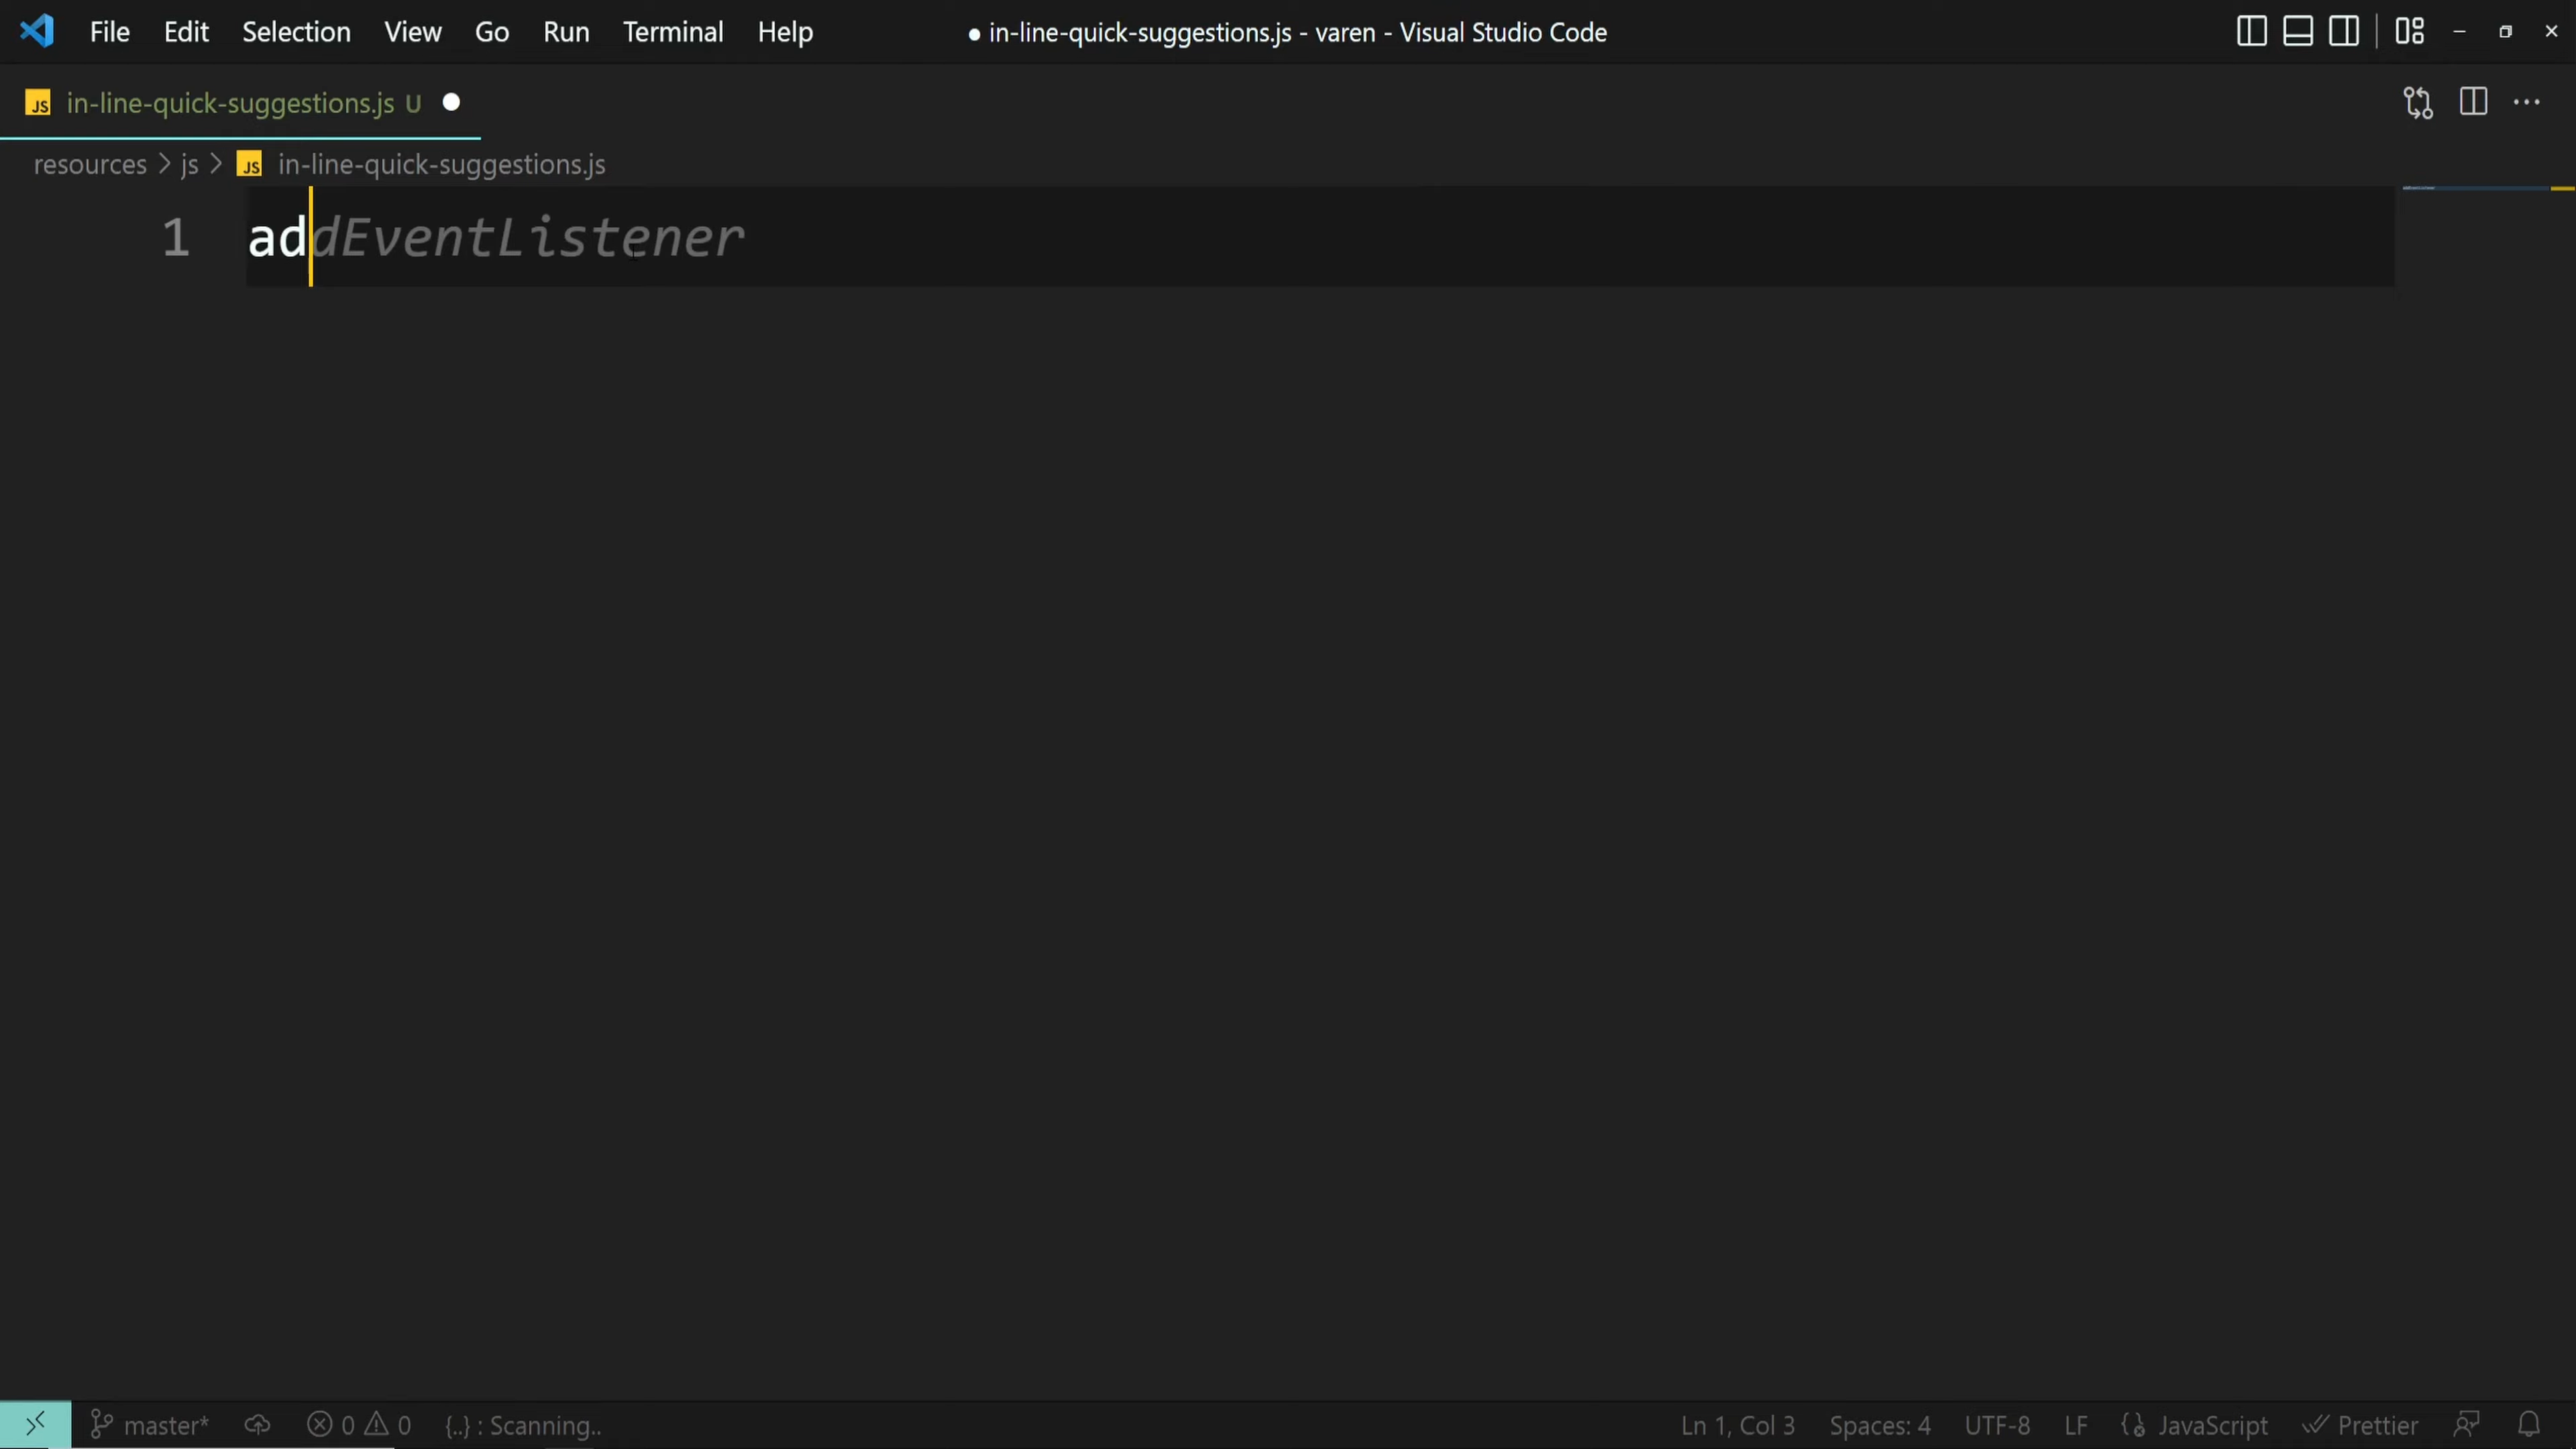 File Edit Selection View Go Run Terminal Help ● in-line-quick-suggestions.js - varen - Visual Studio Code
JS in-line-quick-suggestions.js U
resources > js > JS in-line-quick-suggestions.js
1 addEventListener
master* 0 0 {..} : Scanning.. Ln 1, Col 3 Spaces: 4 UTF-8 LF JavaScript Prettier